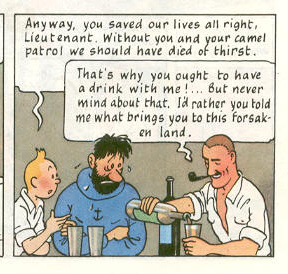 Anyway, you saved our lives all right,
Lieutenant. Without you and your camel
patrol we should have died of thirst.
That's why you ought to have
a drink with me!... But never
mind about that. I'd rather you told
me what brings you to this forsak-
en land.